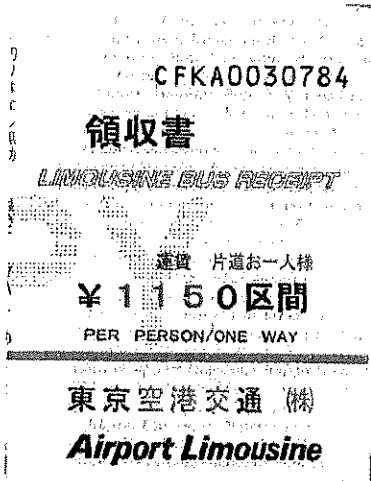 CFKA0030784
領収書
LIMOUSINE BUS RECEIPT
運賃 片道お一人様
¥1150区間
PER PERSON/ONE WAY
東京空港交通(株)
Airport Limousine